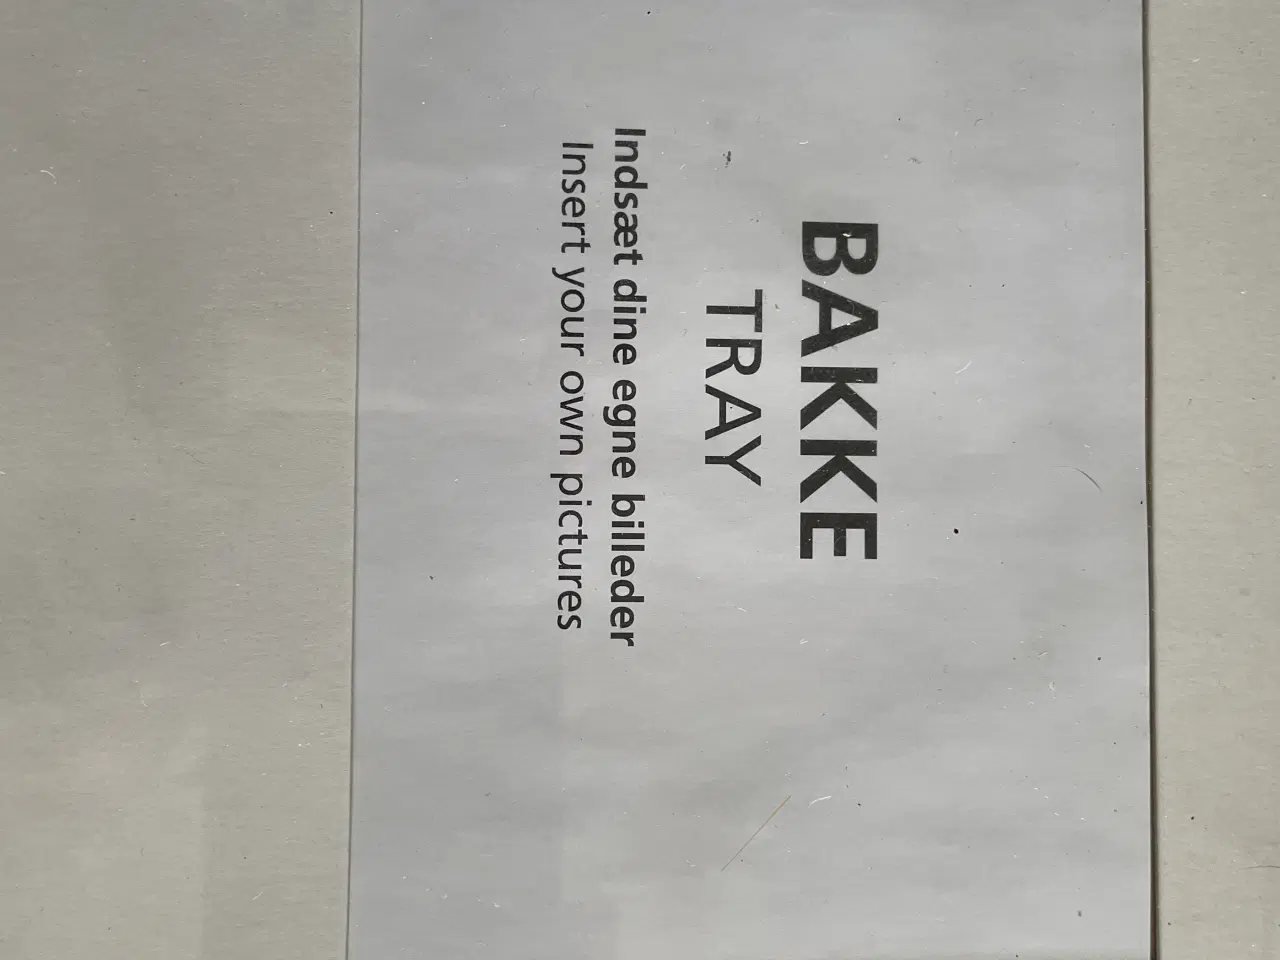 BAKKE
TRAY
Indsæt dine egne billeder
Insert your own pictures